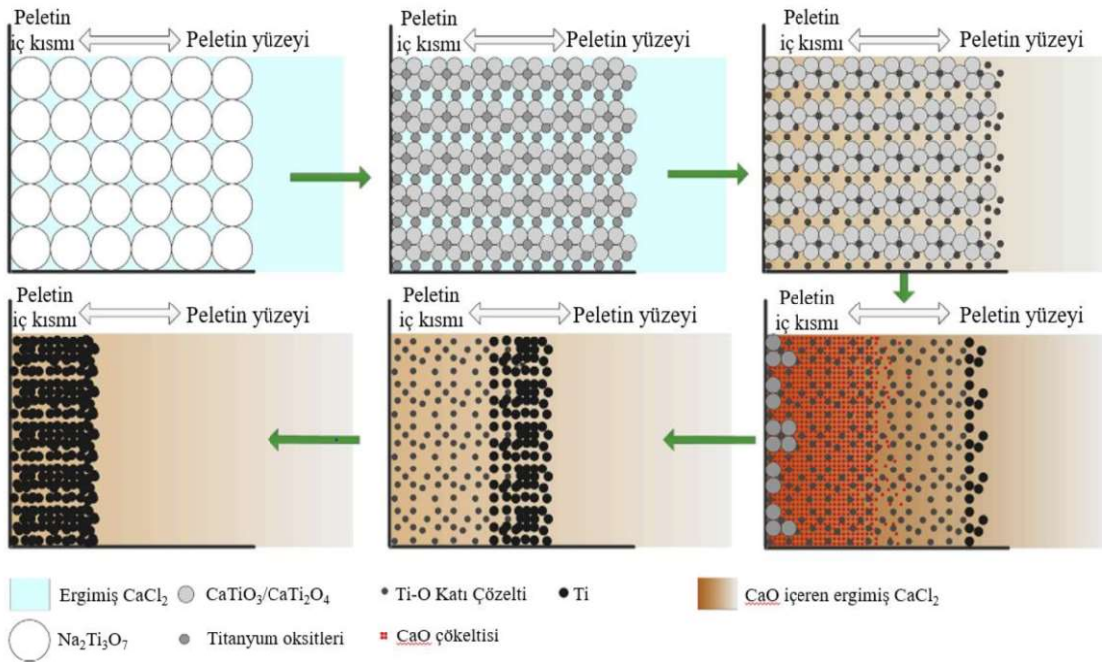 Peletin
iç kısmı
Peletin yüzeyi
Peletin
iç kısmı
Peletin yüzeyi
Peletin
iç kısmı
Peletin yüzeyi
Peletin
iç kısmı
Peletin yüzeyi
Peletin
iç kısmı
Peletin yüzeyi
Peletin
iç kısmı
Peletin yüzeyi
Ergimiş CaCl₂
CaTiO₃/CaTi₂O₄
Ti-O Katı Çözelti
Ti
CaO içeren ergimiş CaCl₂
Na₂Ti₃O₇
Titanyum oksitleri
CaO çökeltisi